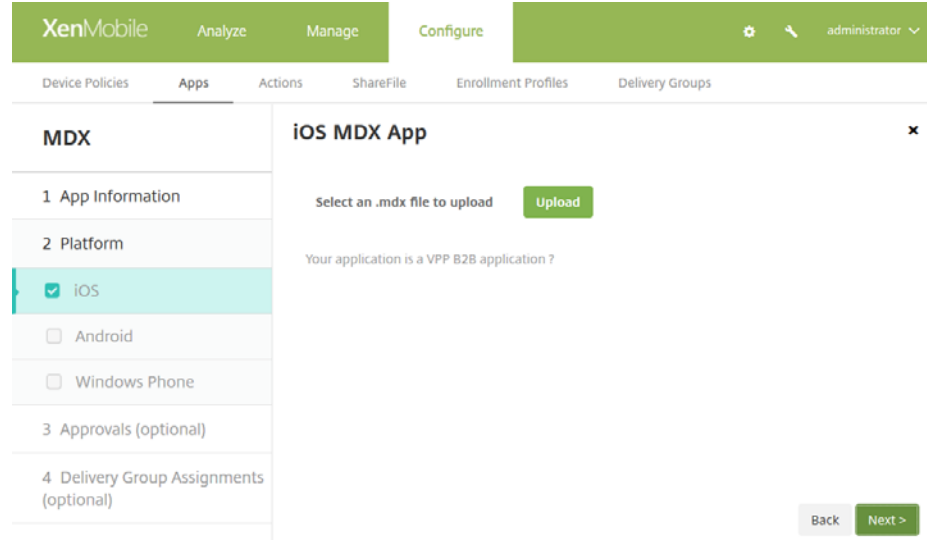 XenMobile Analyze Manage Configure administrator
Device Policies Apps Actions ShareFile Enrollment Profiles Delivery Groups
MDX
1 App Information
2 Platform
iOS
Android
Windows Phone
3 Approvals (optional)
4 Delivery Group Assignments
(optional)
iOS MDX App
Select an .mdx file to upload Upload
Your application is a VPP B2B application ?
Back Next >